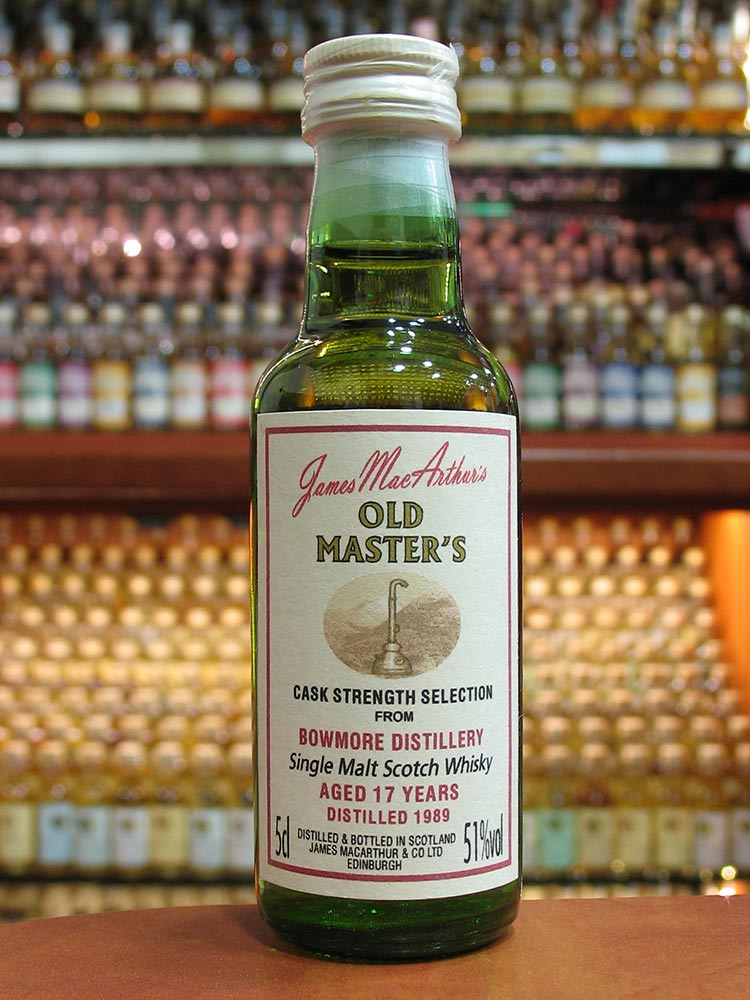 James MacArthur's
OLD
MASTER'S
CASK STRENGTH SELECTION
FROM
BOWMORE DISTILLERY
Single Malt Scotch Whisky
AGED 17 YEARS
DISTILLED 1989
5cl
DISTILLED & BOTTLED IN SCOTLAND
JAMES MACARTHUR & CO LTD
EDINBURGH
51%vol